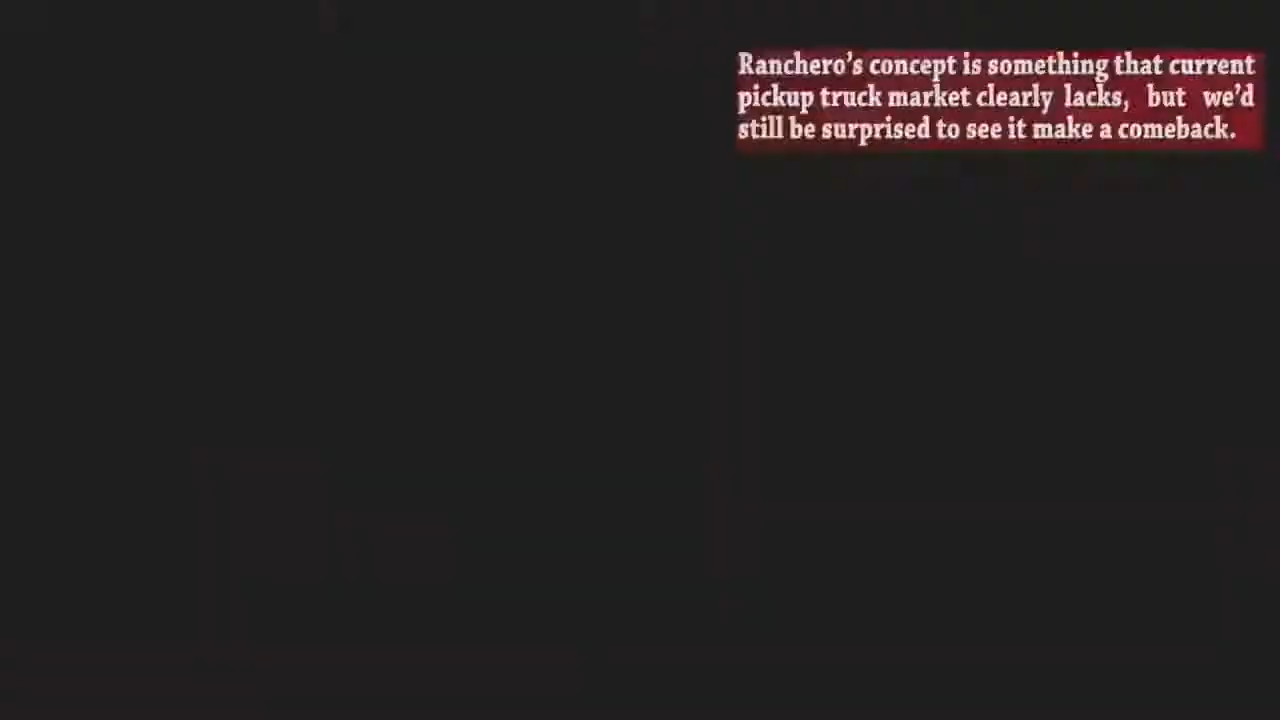 Ranchero’s concept is something that current
pickup truck market clearly lacks, but we’d
still be surprised to see it make a comeback.